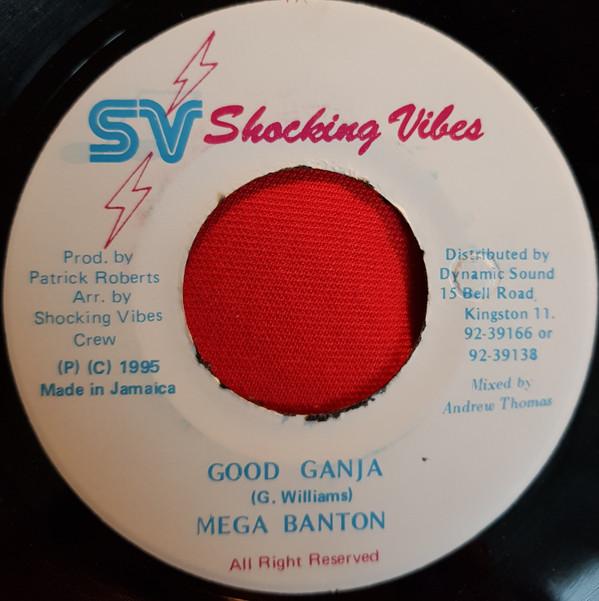 SV Shocking Vibes
Prod. by
Patrick Roberts
Arr. by
Shocking Vibes
Crew
(P) (C) 1995
Made in Jamaica
Distributed by
Dynamic Sound
15 Bell Road
Kingston 11.
92-39166 or
92-39138
Mixed by
Andrew Thomas
GOOD GANJA
(G. Williams)
MEGA BANTON
All Right Reserved